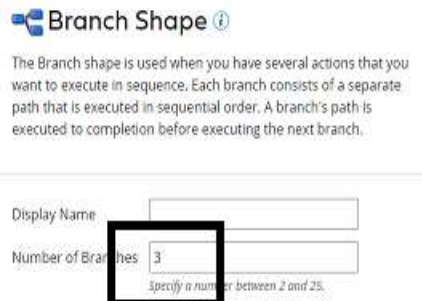 Branch Shape
The Branch shape is used when you have several actions that you
want to execute in sequence. Each branch consists of a separate
path that is executed in sequential order. A branch's path is
executed to completion before executing the next branch.
Display Name
Number of Branches 3
Specify a number between 2 and 25.